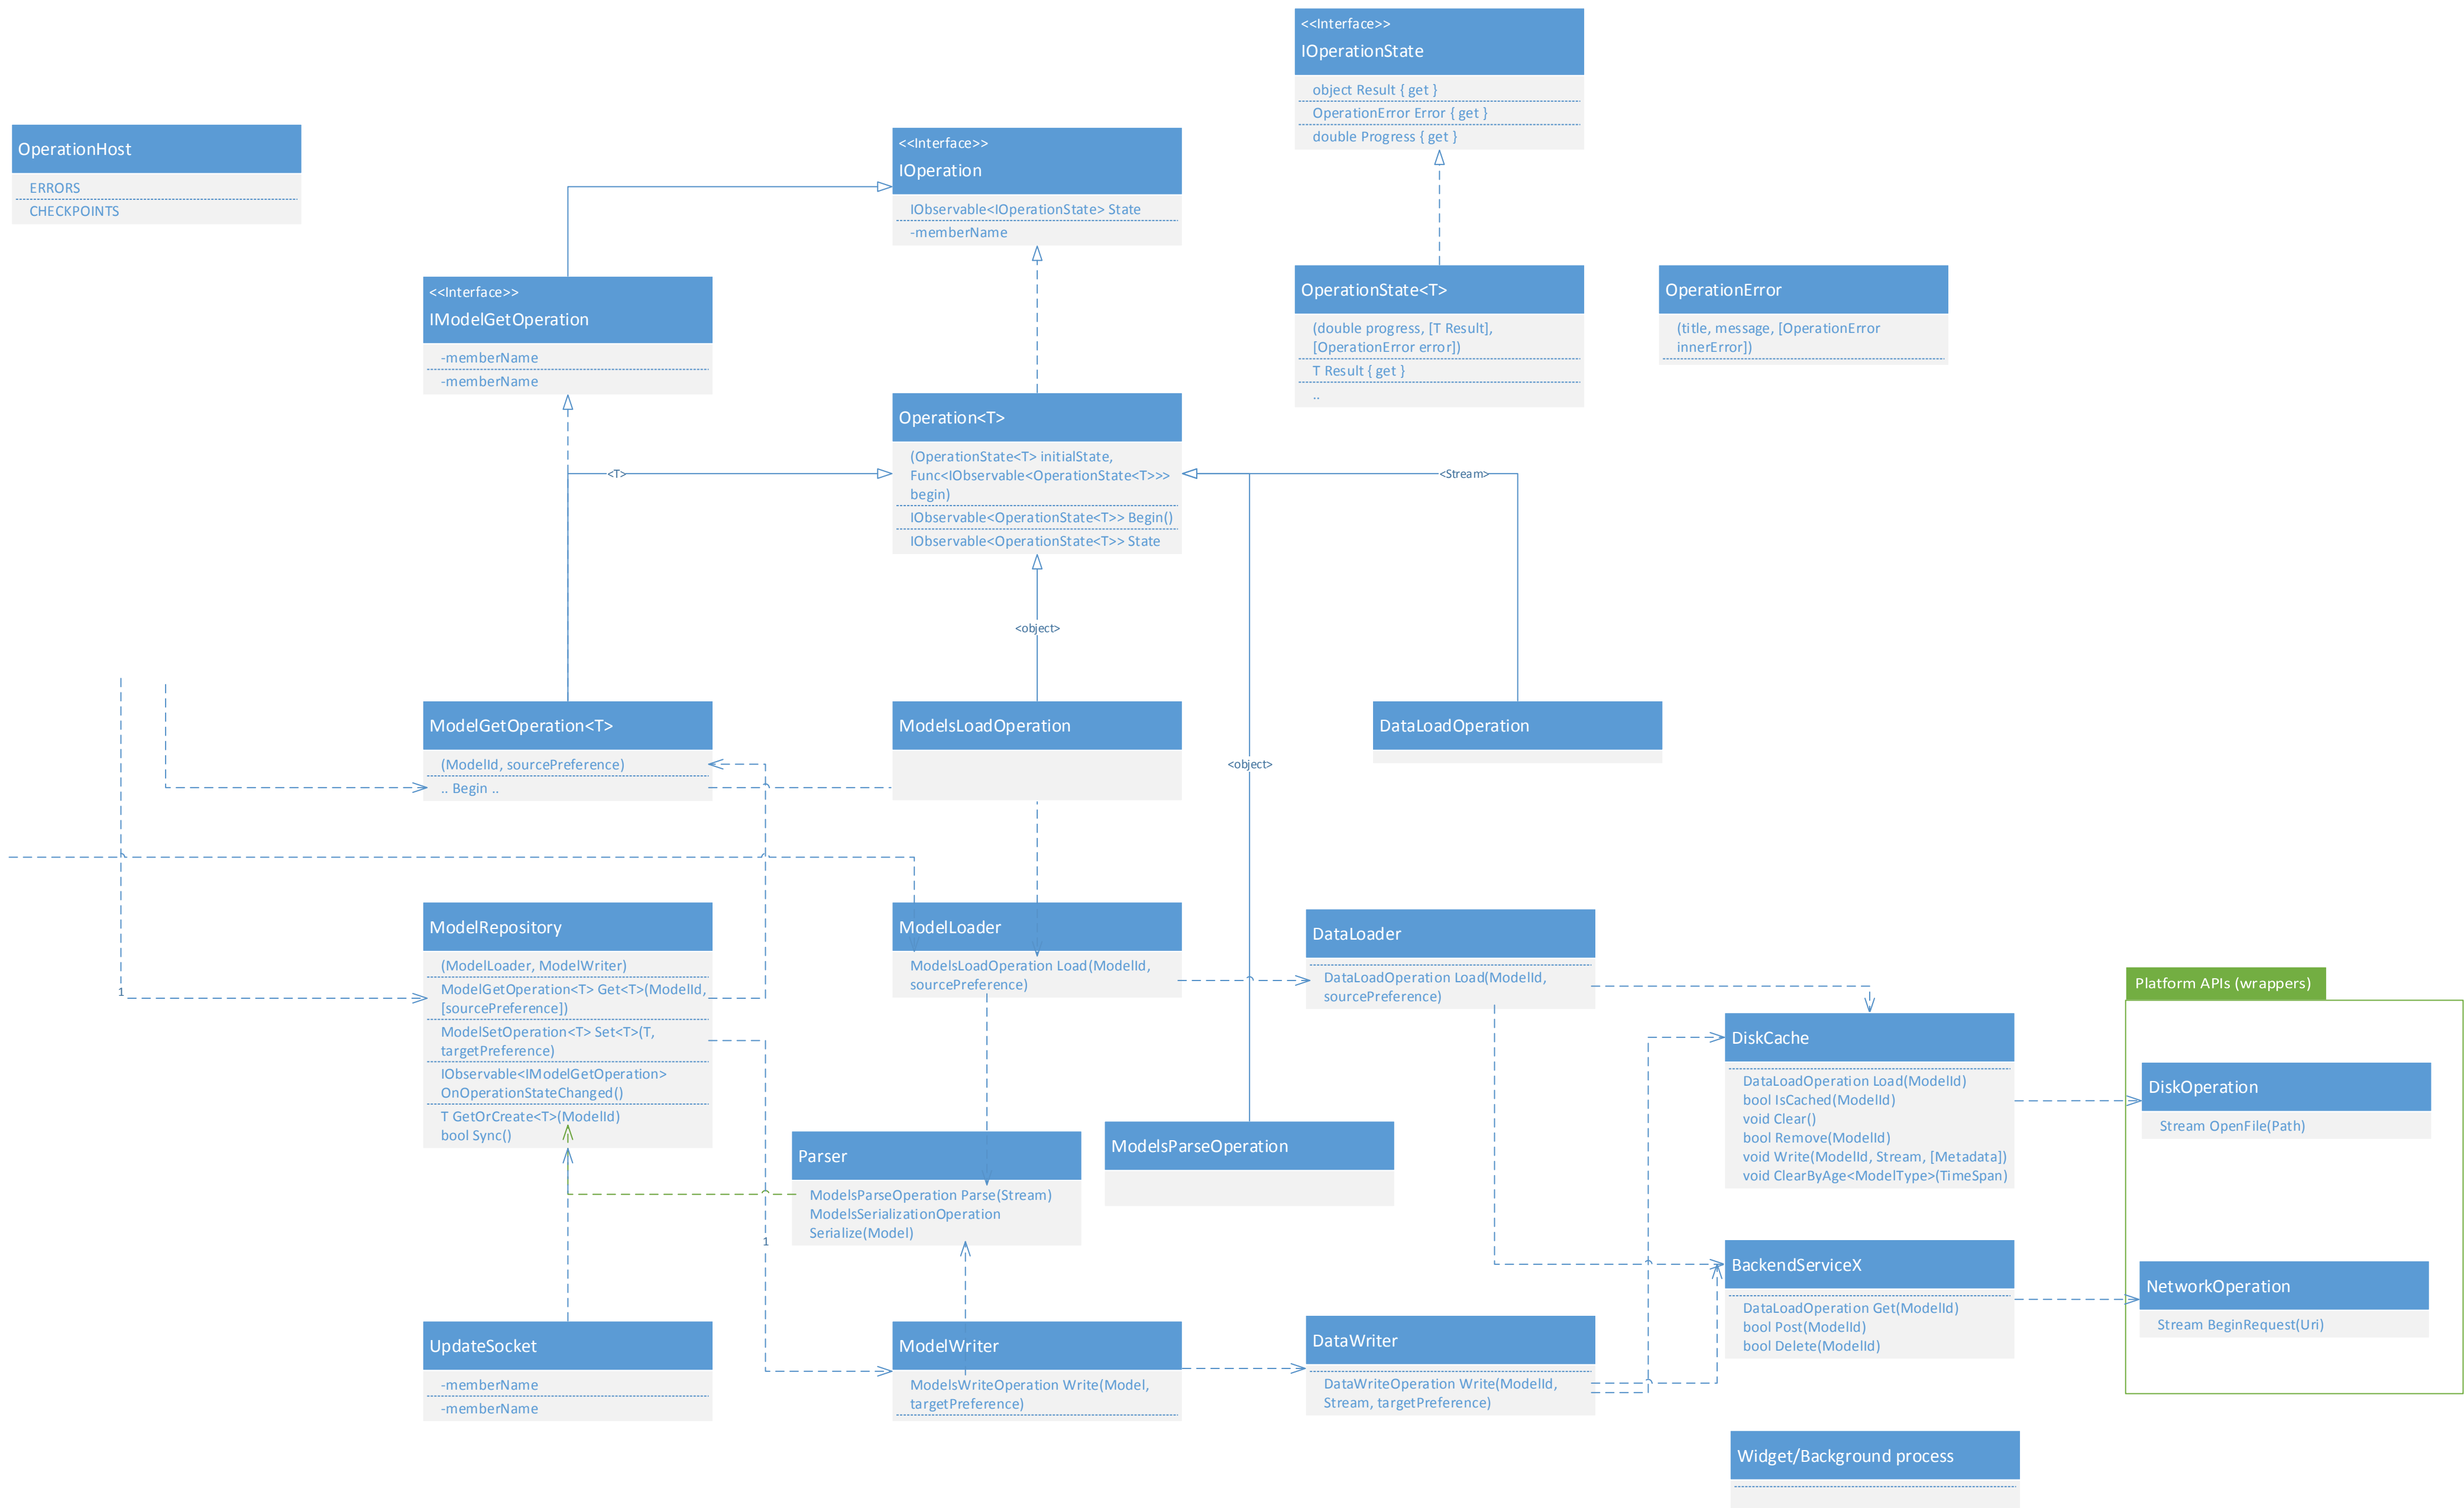 <<Interface>>
IOperationState
object Result { get }
OperationError Error { get }
double Progress { get }
OperationHost
ERRORS
CHECKPOINTS
<<Interface>>
IOperation
IObservable<IOperationState> State
-memberName
<<Interface>>
IModelGetOperation
-memberName
-memberName
OperationState<T>
(double progress, [T Result],
[OperationError error])
T Result { get }
..
OperationError
(title, message, [OperationError
innerError])
Operation<T>
(OperationState<T> initialState,
Func<IObservable<OperationState<T>>>
begin)
IObservable<OperationState<T>> Begin()
IObservable<OperationState<T>> State
<T>
<Stream>
<object>
<object>
ModelGetOperation<T>
(ModelId, sourcePreference)
.. Begin ..
ModelsLoadOperation
DataLoadOperation
ModelRepository
(ModelLoader, ModelWriter)
ModelGetOperation<T> Get<T>(ModelId,
[sourcePreference])
ModelSetOperation<T> Set<T>(T,
targetPreference)
IObservable<IModelGetOperation>
OnOperationStateChanged()
T GetOrCreate<T>(ModelId)
bool Sync()
1
ModelLoader
ModelsLoadOperation Load(ModelId,
sourcePreference)
DataLoader
DataLoadOperation Load(ModelId,
sourcePreference)
Platform APIs (wrappers)
DiskCache
DataLoadOperation Load(ModelId)
bool IsCached(ModelId)
void Clear()
bool Remove(ModelId)
void Write(ModelId, Stream, [Metadata])
void ClearByAge<ModelType>(TimeSpan)
DiskOperation
Stream OpenFile(Path)
Parser
ModelsParseOperation Parse(Stream)
ModelsSerializationOperation
Serialize(Model)
ModelsParseOperation
1
BackendServiceX
DataLoadOperation Get(ModelId)
bool Post(ModelId)
bool Delete(ModelId)
NetworkOperation
Stream BeginRequest(Uri)
UpdateSocket
-memberName
-memberName
ModelWriter
ModelsWriteOperation Write(Model,
targetPreference)
DataWriter
DataWriteOperation Write(ModelId,
Stream, targetPreference)
Widget/Background process